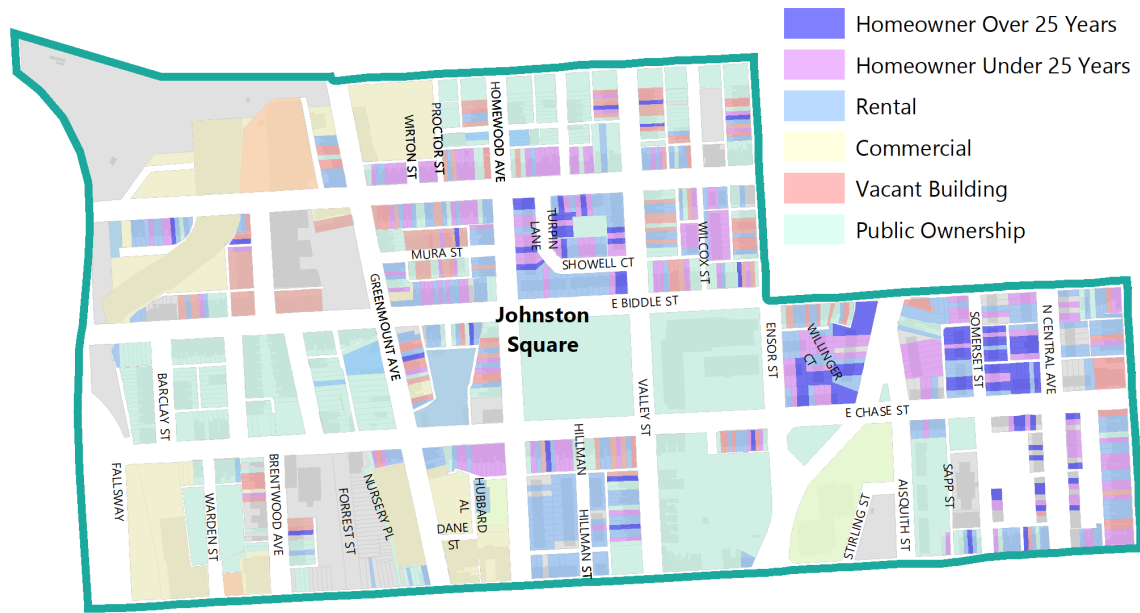 Homeowner Over 25 Years
Homeowner Under 25 Years
Rental
Commercial
Vacant Building
Public Ownership
WIRTON ST
PROCTOR ST
HOMEWOOD AVE
TURPIN
LANE
MURA ST
SHOWELL CT
WILCOX ST
GREENMOUNT AVE
E BIDDLE ST
Johnston
Square
ENSOR ST
WILLINGER
CT
SOMERSET ST
N CENTRAL AVE
BARCLAY ST
VALLEY ST
E CHASE ST
FALLSWAY
WARDEN ST
BRENTWOOD AVE
FORREST ST
NURSERY PL
AL
DANE
ST
HUBBARD
HILLMAN
HILLMAN ST
STIRLING ST
AISQUITH ST
SAPP ST